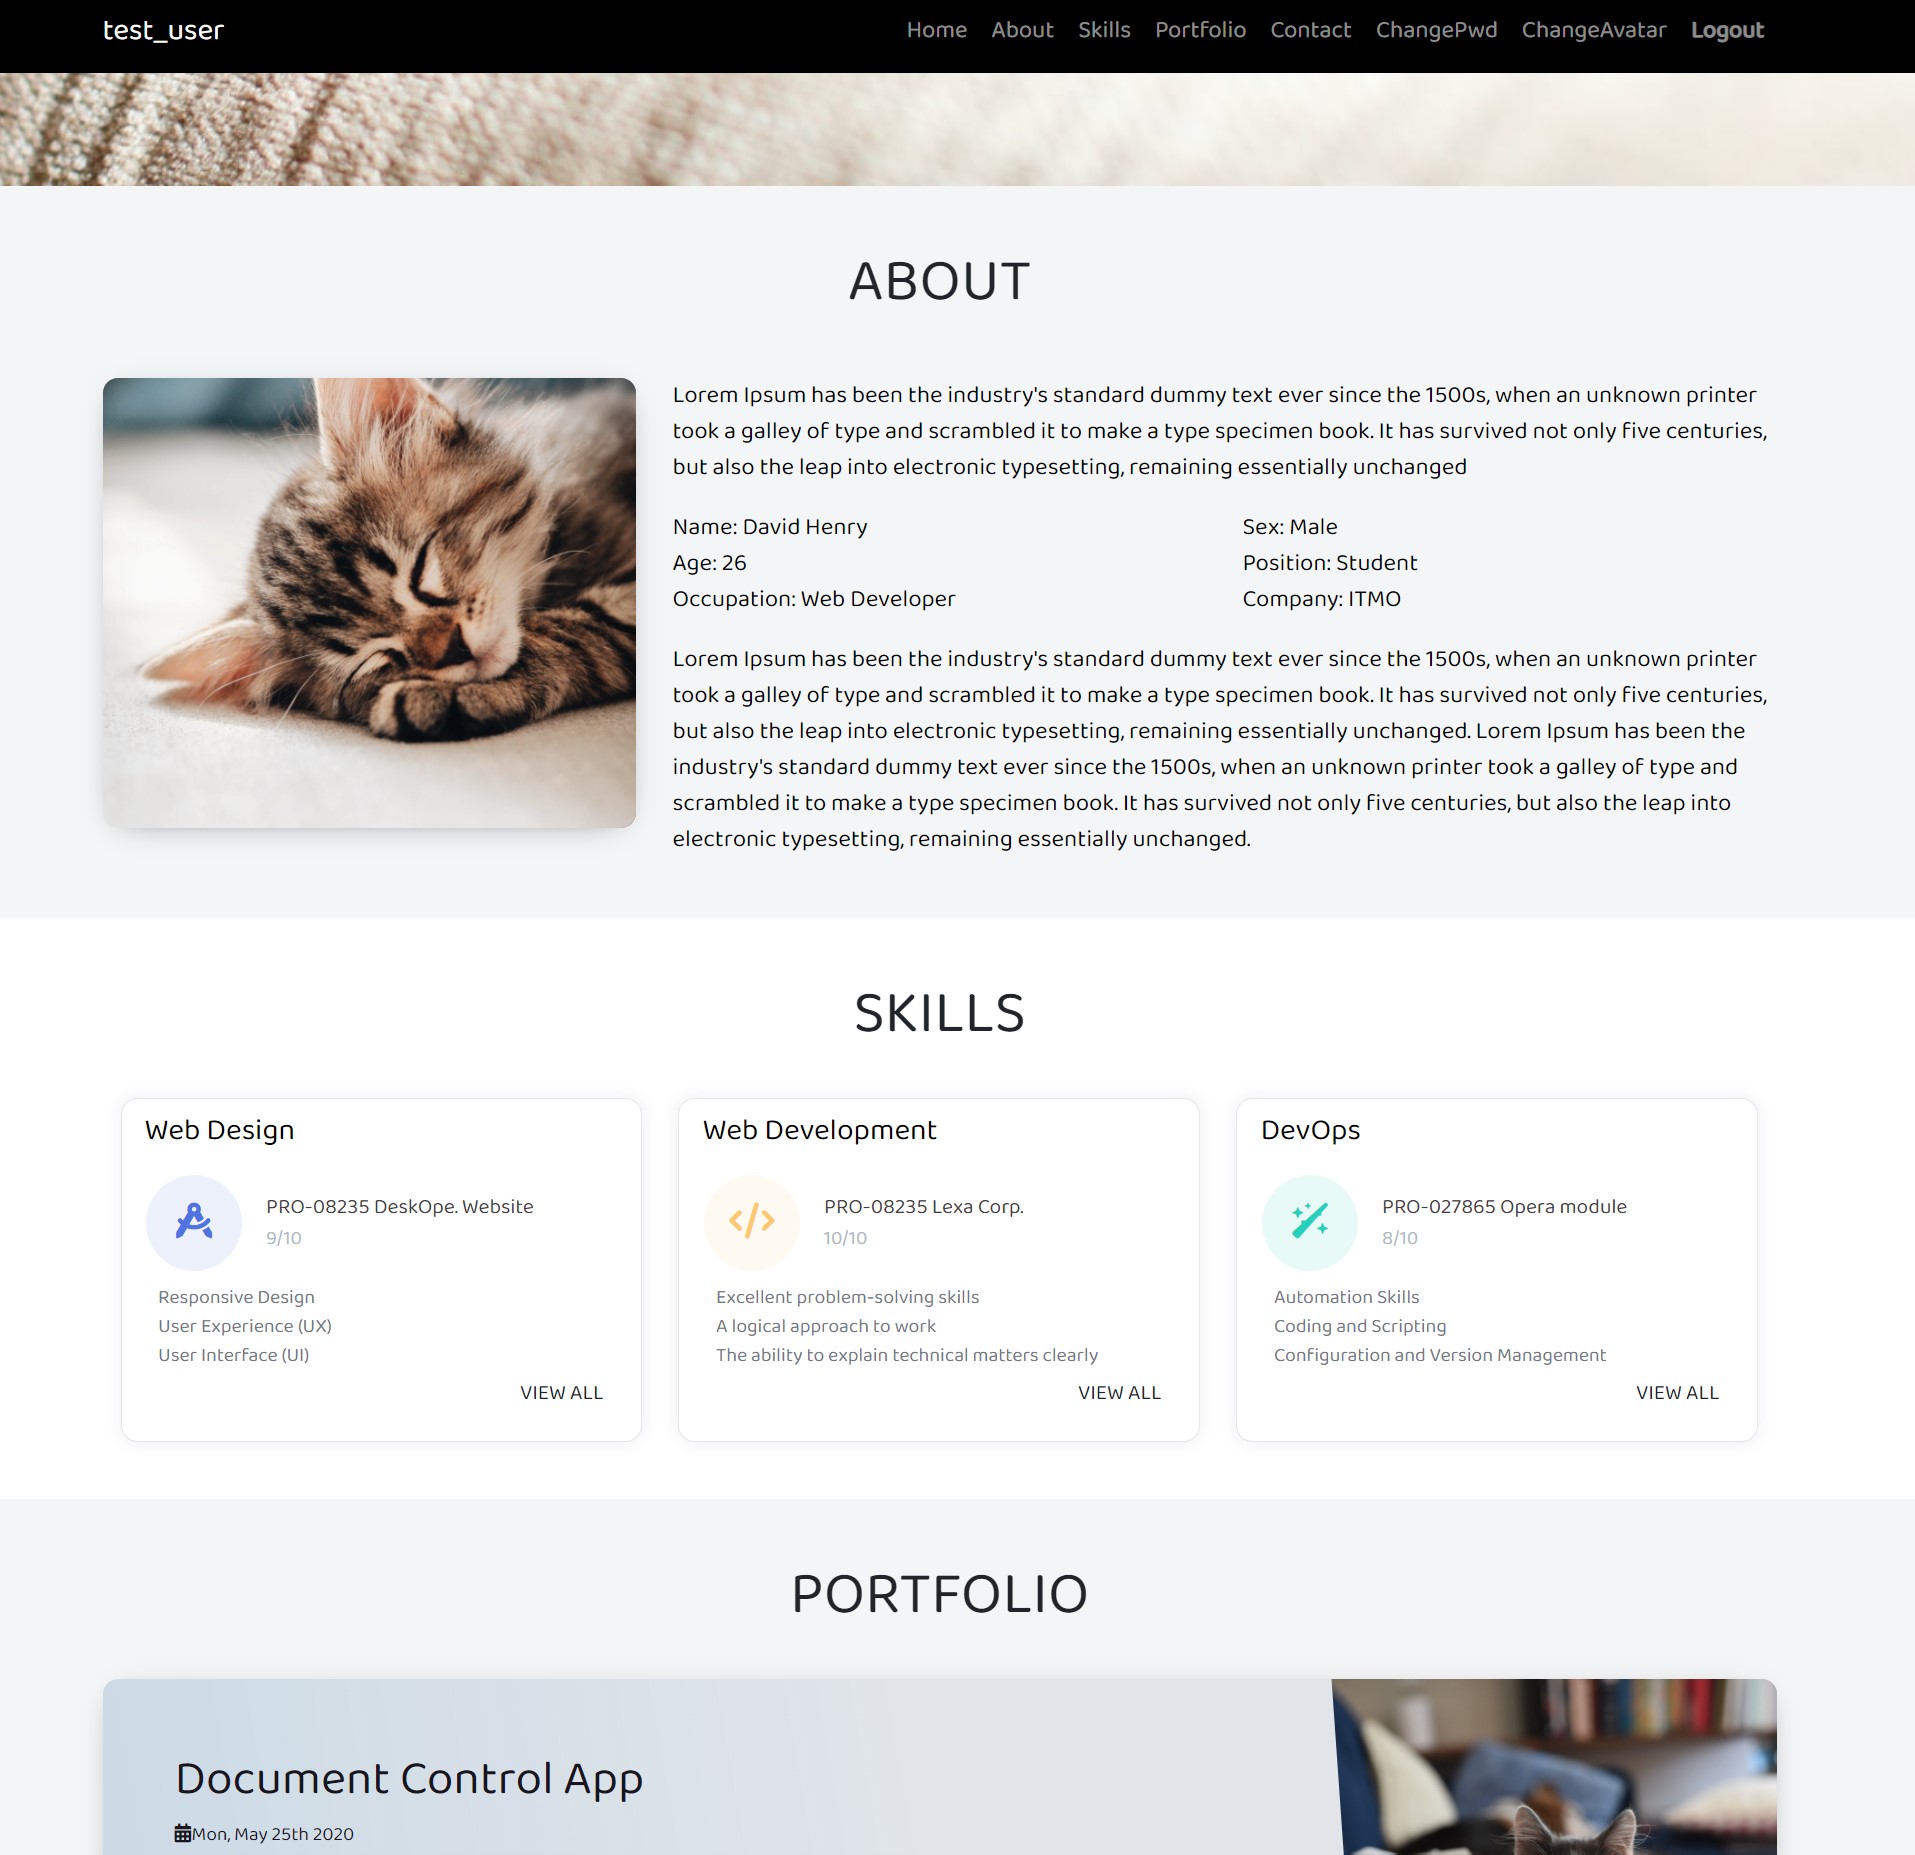 test_user
Home About Skills Portfolio Contact ChangePwd ChangeAvatar Logout
ABOUT
Lorem Ipsum has been the industry's standard dummy text ever since the 1500s, when an unknown printer
took a galley of type and scrambled it to make a type specimen book. It has survived not only five centuries,
but also the leap into electronic typesetting, remaining essentially unchanged
Name: David Henry
Age: 26
Occupation: Web Developer
Sex: Male
Position: Student
Company: ITMO
Lorem Ipsum has been the industry's standard dummy text ever since the 1500s, when an unknown printer
took a galley of type and scrambled it to make a type specimen book. It has survived not only five centuries,
but also the leap into electronic typesetting, remaining essentially unchanged. Lorem Ipsum has been the
industry's standard dummy text ever since the 1500s, when an unknown printer took a galley of type and
scrambled it to make a type specimen book. It has survived not only five centuries, but also the leap into
electronic typesetting, remaining essentially unchanged.
SKILLS
Web Design
PRO-08235 DeskOpe. Website
9/10
Responsive Design
User Experience (UX)
User Interface (UI)
VIEW ALL
Web Development
PRO-08235 Lexa Corp.
10/10
Excellent problem-solving skills
A logical approach to work
The ability to explain technical matters clearly
VIEW ALL
DevOps
PRO-027865 Opera module
8/10
Automation Skills
Coding and Scripting
Configuration and Version Management
VIEW ALL
PORTFOLIO
Document Control App
Mon, May 25th 2020